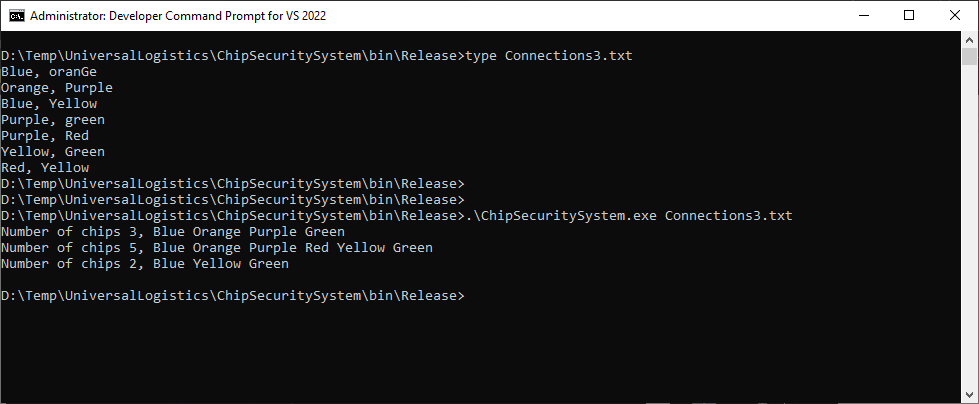 Administrator: Developer Command Prompt for VS 2022
D:\Temp\UniversalLogistics\ChipSecuritySystem\bin\Release>type Connections3.txt
Blue, oranGe
Orange, Purple
Blue, Yellow
Purple, green
Purple, Red
Yellow, Green
Red, Yellow
D:\Temp\UniversalLogistics\ChipSecuritySystem\bin\Release>
D:\Temp\UniversalLogistics\ChipSecuritySystem\bin\Release>
D:\Temp\UniversalLogistics\ChipSecuritySystem\bin\Release>.\ChipSecuritySystem.exe Connections3.txt
Number of chips 3, Blue Orange Purple Green
Number of chips 5, Blue Orange Purple Red Yellow Green
Number of chips 2, Blue Yellow Green
D:\Temp\UniversalLogistics\ChipSecuritySystem\bin\Release>